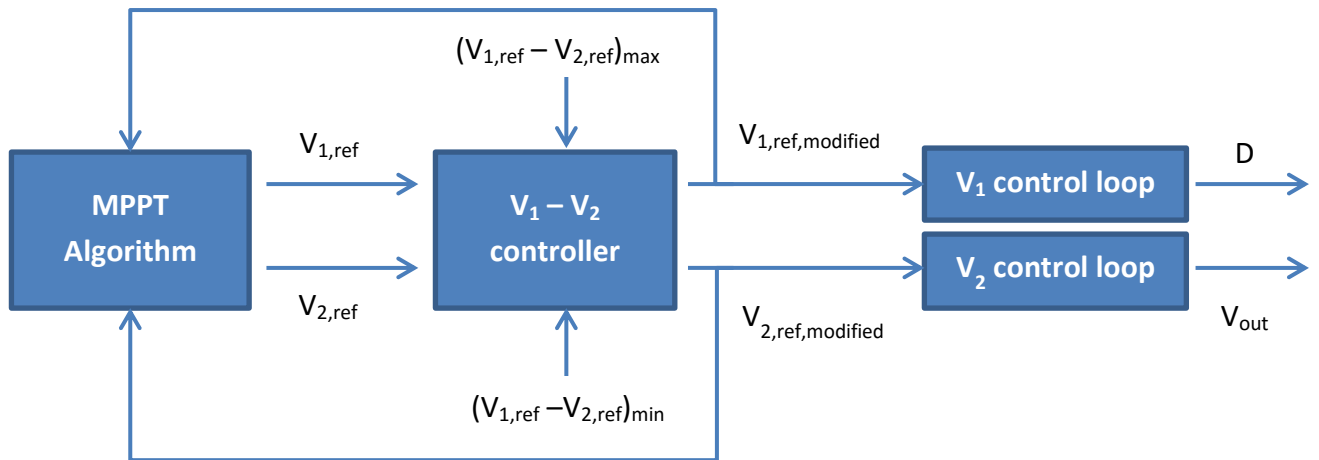 (V1,ref – V2,ref)max
V1,ref
V1,ref,modified
D
MPPT
Algorithm
V1 – V2
controller
V1 control loop
V2 control loop
V2,ref
V2,ref,modified
Vout
(V1,ref –V2,ref)min